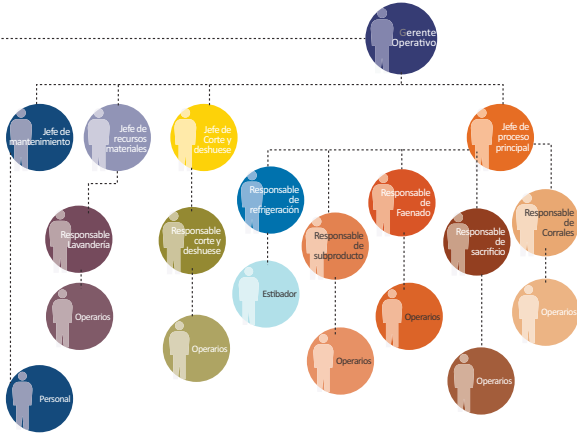 Gerente
Operativo
Jefe de
mantenimiento
Jefe de
recursos
materiales
Jefe de
Corte y
deshuese
Jefe de
proceso
principal
Responsable
de
refrigeración
Responsable
de
Faenado
Responsable
de
Corrales
Responsable
Lavandería
Responsable
corte y
deshuese
Responsable
de
subproducto
Responsable
de
sacrificio
Estibador
Operarios
Operarios
Operarios
Operarios
Operarios
Operarios
Personal